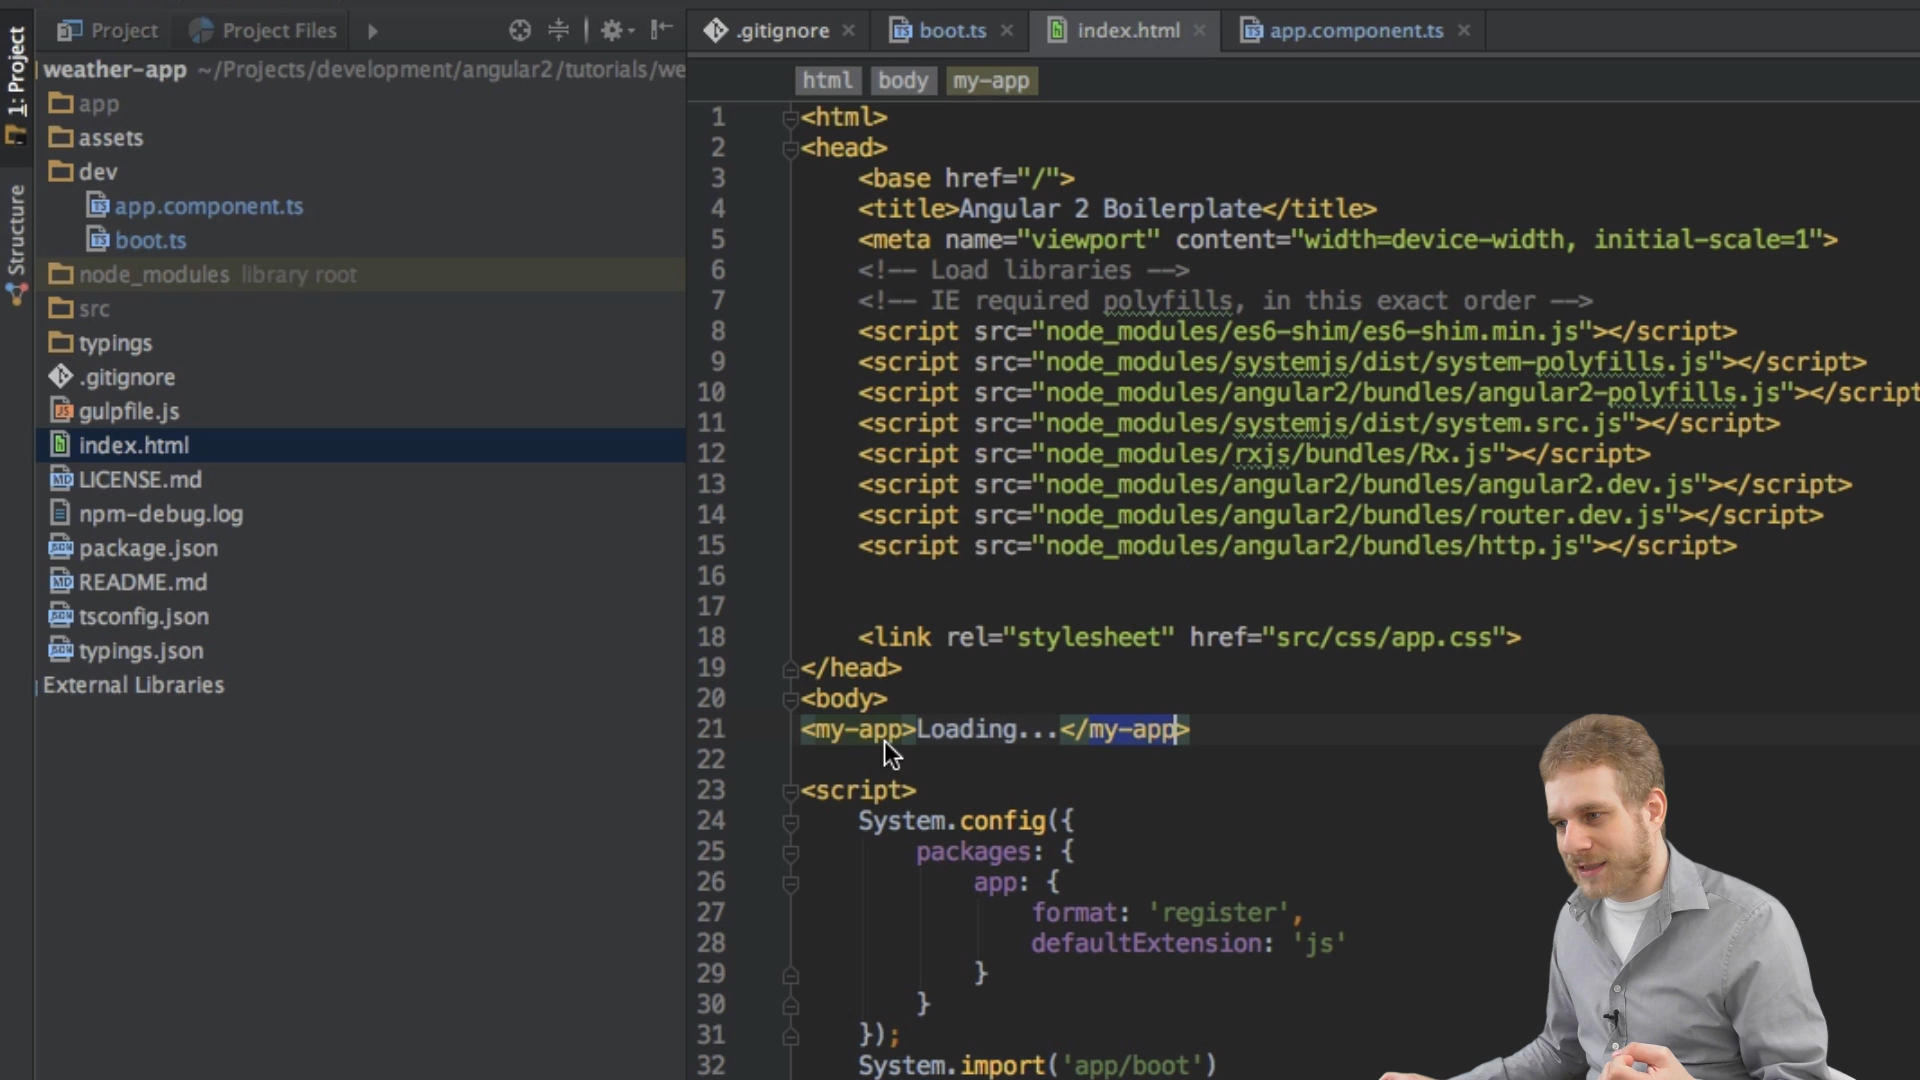 1: Project
Structure
Project
Project Files
weather-app ~/Projects/development/angular2/tutorials/we
app
assets
dev
app.component.ts
boot.ts
node_modules library root
src
typings
.gitignore
gulpfile.js
index.html
LICENSE.md
npm-debug.log
package.json
README.md
tsconfig.json
typings.json
External Libraries
.gitignore
boot.ts
index.html
app.component.ts
html body my-app
1 <html>
2 <head>
3 <base href="/">
4 <title>Angular 2 Boilerplate</title>
5 <meta name="viewport" content="width=device-width, initial-scale=1">
6 <!-- Load libraries -->
7 <!-- IE required polyfills, in this exact order -->
8 <script src="node_modules/es6-shim/es6-shim.min.js"></script>
9 <script src="node_modules/systemjs/dist/system-polyfills.js"></script>
10 <script src="node_modules/angular2/bundles/angular2-polyfills.js"></script
11 <script src="node_modules/systemjs/dist/system.src.js"></script>
12 <script src="node_modules/rxjs/bundles/Rx.js"></script>
13 <script src="node_modules/angular2/bundles/angular2.dev.js"></script>
14 <script src="node_modules/angular2/bundles/router.dev.js"></script>
15 <script src="node_modules/angular2/bundles/http.js"></script>
16
17
18 <link rel="stylesheet" href="src/css/app.css">
19 </head>
20 <body>
21 <my-app>Loading...</my-app>
22
23 <script>
24 System.config({
25 packages: {
26 app: {
27 format: 'register',
28 defaultExtension: 'js'
29 }
30 }
31 });
32 System.import('app/boot')